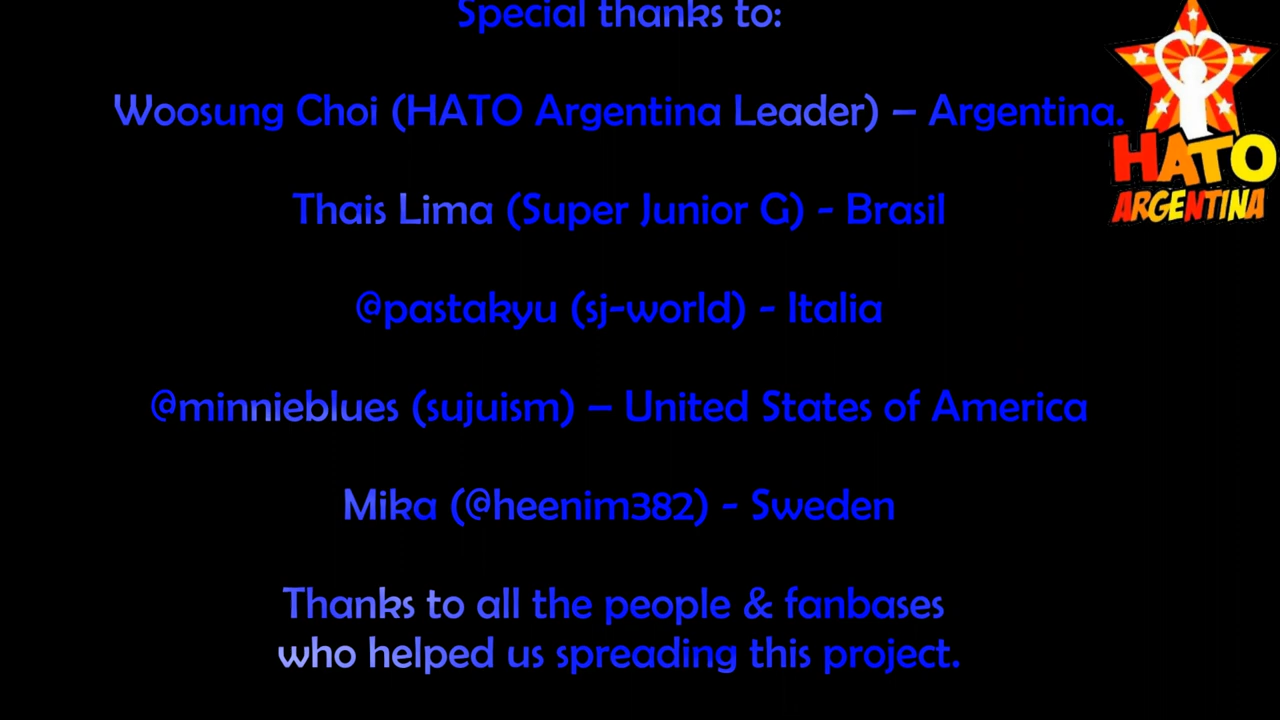 Special thanks to:
Woosung Choi (HATO Argentina Leader) – Argentina.
Thais Lima (Super Junior G) - Brasil
@pastakyu (sj-world) - Italia
@minnieblues (sujuism) – United States of America
Mika (@heenim382) - Sweden
Thanks to all the people & fanbases
who helped us spreading this project.
HATO
ARGENTINA